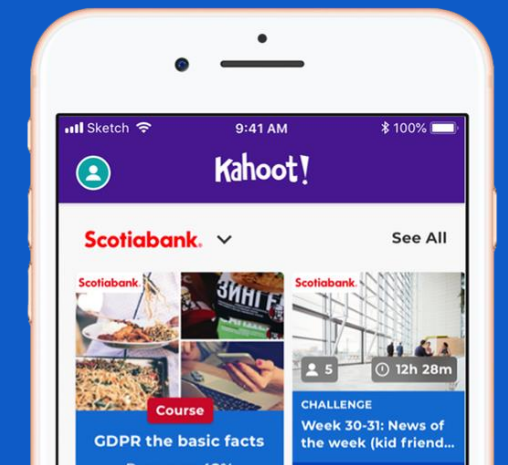 Sketch 9:41 AM 100%
Kahoot!
Scotiabank. See All
Scotiabank. Scotiabank.
5 12h 28m
Course CHALLENGE
GDPR the basic facts Week 30-31: News of
the week (kid friend...